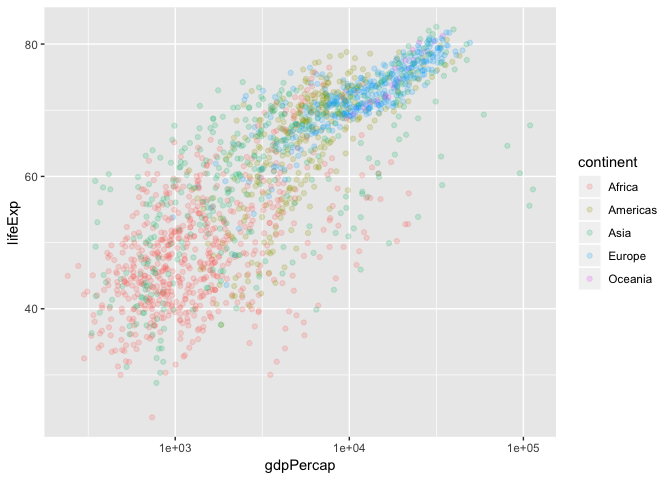 80
60
40
lifeExp
1e+03
1e+04
1e+05
gdpPercap
continent
Africa
Americas
Asia
Europe
Oceania